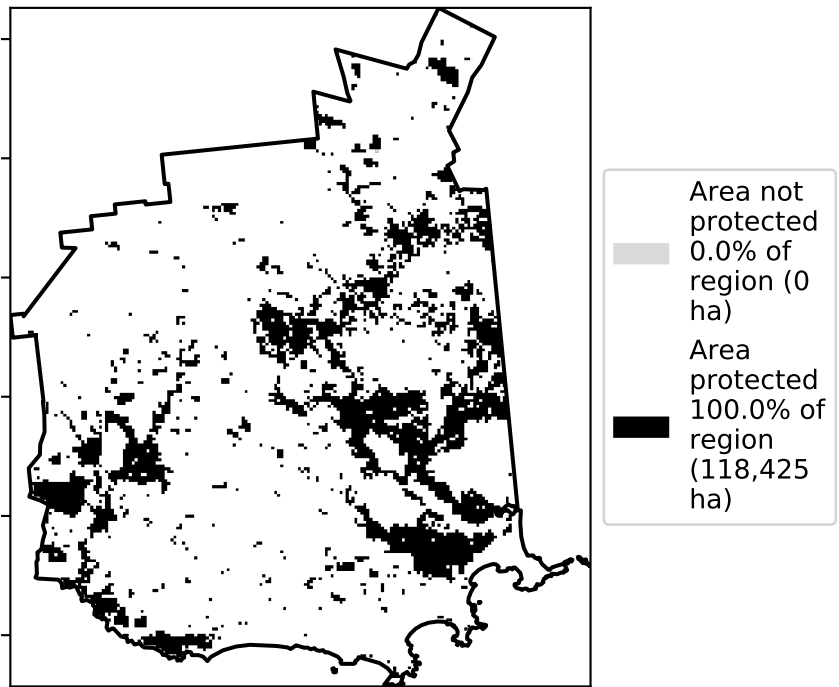 Area not
protected
0.0% of
region (0
ha)
Area
protected
100.0% of
region
(118,425
ha)